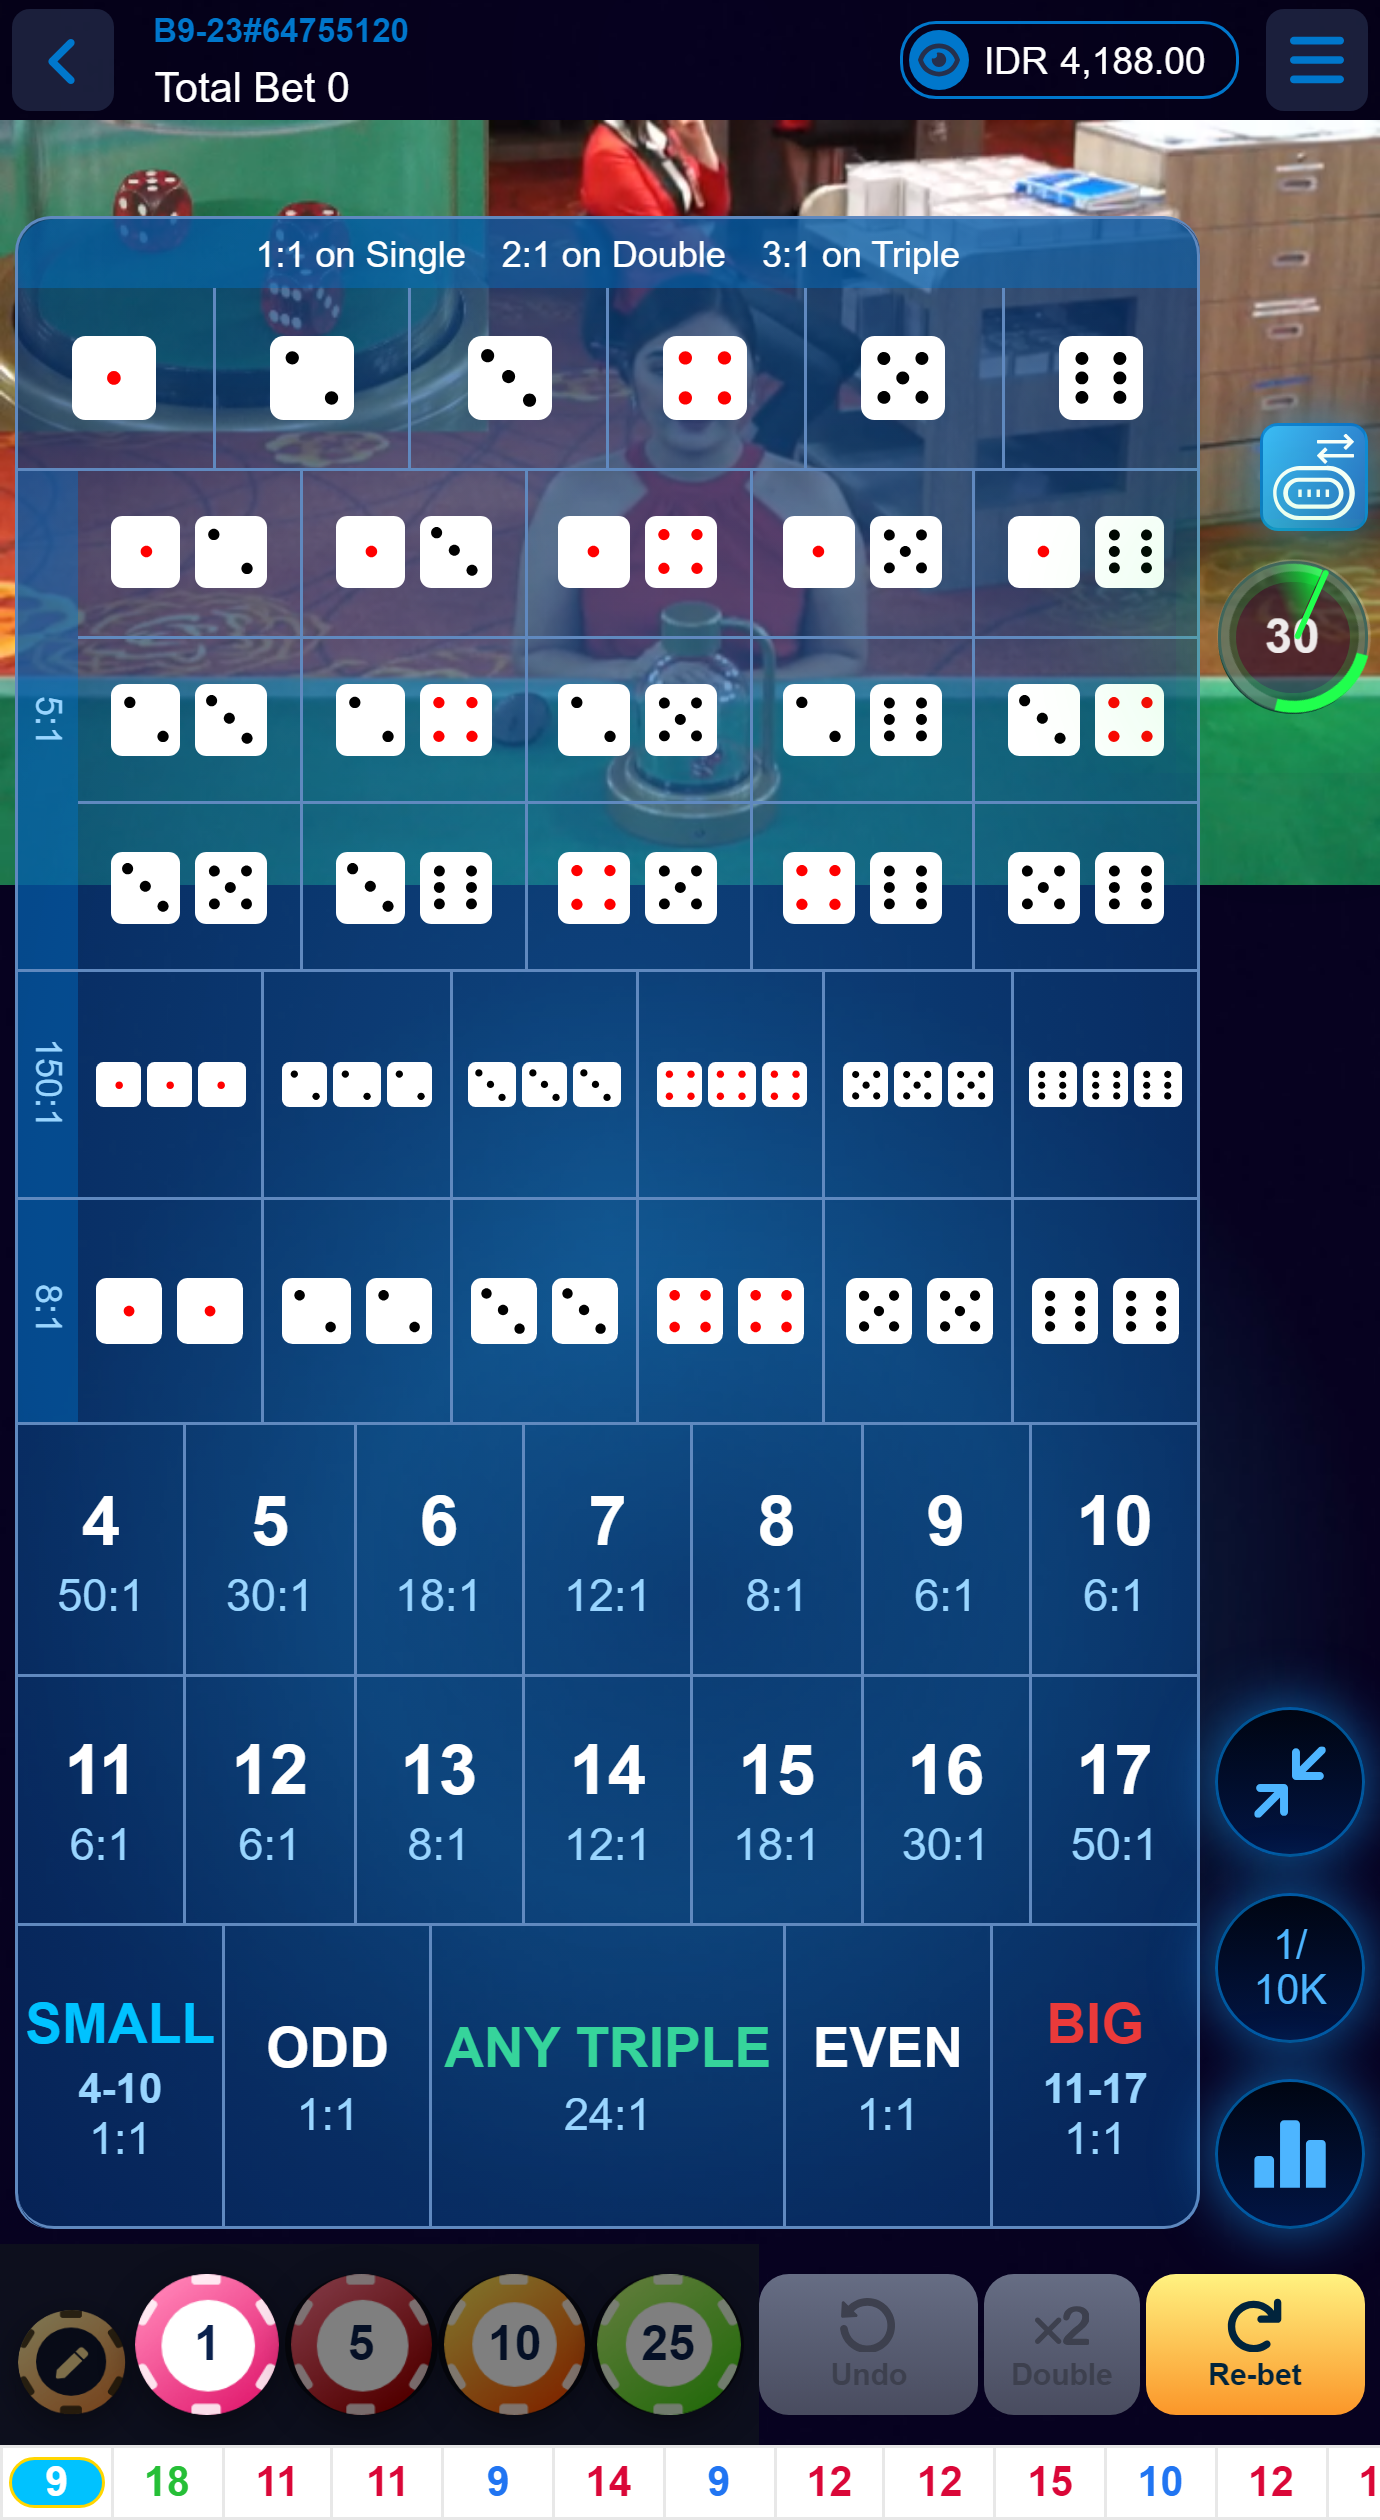 B9-23#64755120
Total Bet 0
IDR 4,188.00
1:1 on Single 2:1 on Double 3:1 on Triple
30
5:1
150:1
8:1
4 5 6 7 8 9 10
50:1 30:1 18:1 12:1 8:1 6:1 6:1
11 12 13 14 15 16 17
6:1 6:1 8:1 12:1 18:1 30:1 50:1
1/
10K
SMALL ODD ANY TRIPLE EVEN BIG
4-10 11-17
1:1 1:1 24:1 1:1 1:1
1 5 10 25
x2
Undo Double Re-bet
9 18 11 11 9 14 9 12 12 15 10 12